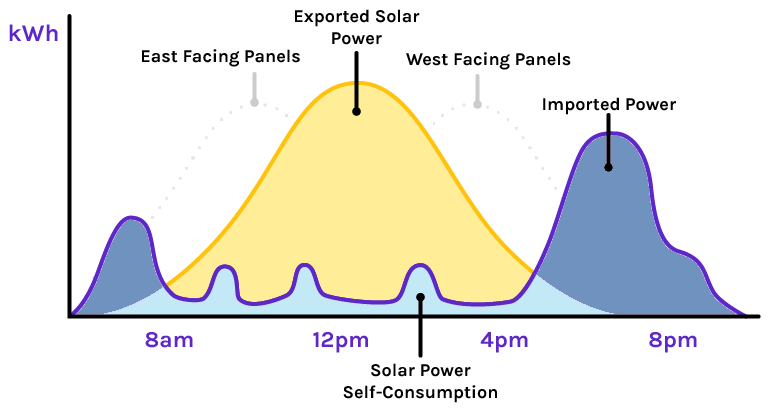 Exported Solar
Power
kWh
East Facing Panels
West Facing Panels
Imported Power
8am
12pm
4pm
8pm
Solar Power
Self-Consumption